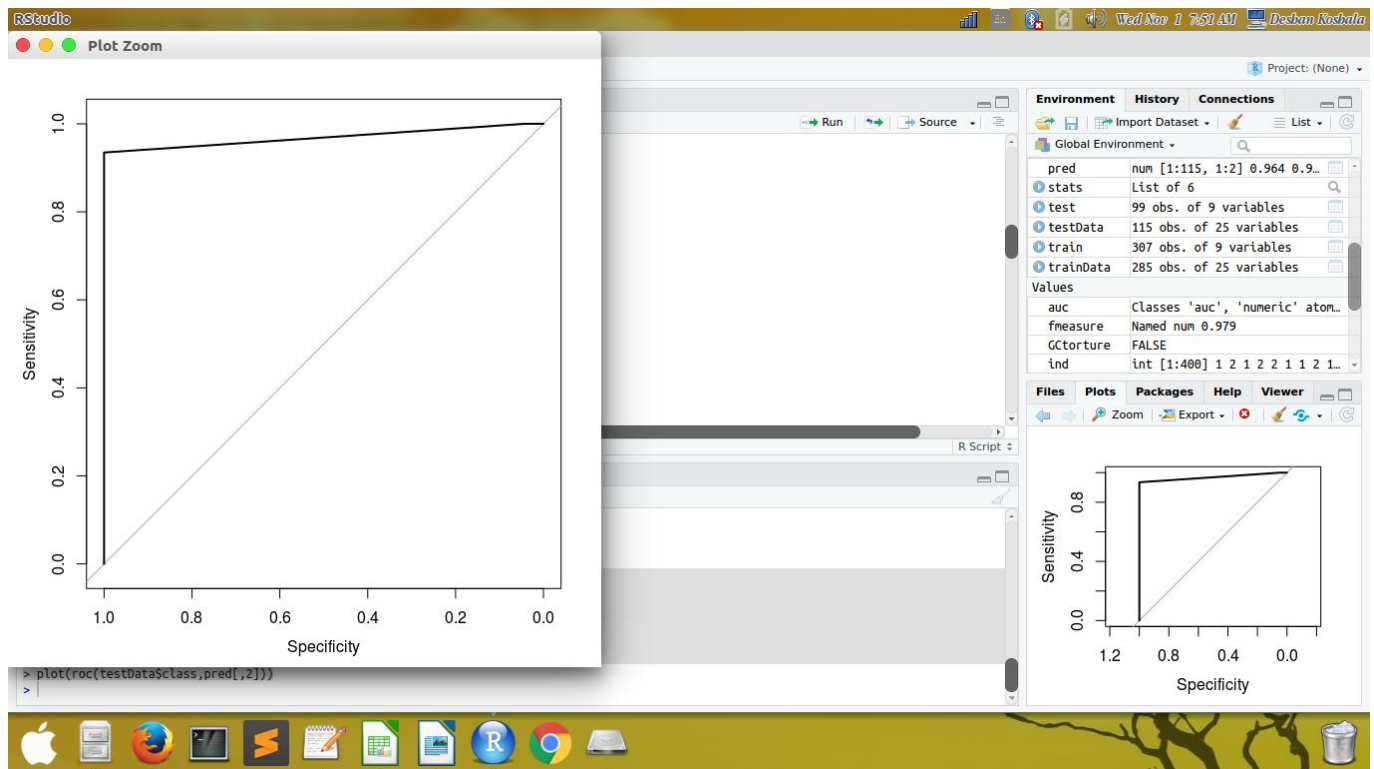 RStudio
En
Wed Nov 1 7:51 AM
Desban Kosbala
Plot Zoom
1.0
0.8
0.6
0.4
0.2
0.0
Sensitivity
1.0 0.8 0.6 0.4 0.2 0.0
Specificity
Project: (None)
Run Source
R Script
> plot(roc(testData$class,pred[,2]))
>
Environment History Connections
Import Dataset List
Global Environment
pred num [1:115, 1:2] 0.964 0.9…
stats List of 6
test 99 obs. of 9 variables
testData 115 obs. of 25 variables
train 307 obs. of 9 variables
trainData 285 obs. of 25 variables
Values
auc Classes 'auc', 'numeric' atom…
fmeasure Named num 0.979
GCtorture FALSE
ind int [1:400] 1 2 1 2 2 1 1 2 1…
Files Plots Packages Help Viewer
Zoom Export
0.8
0.4
0.0
Sensitivity
1.2 0.8 0.4 0.0
Specificity
R